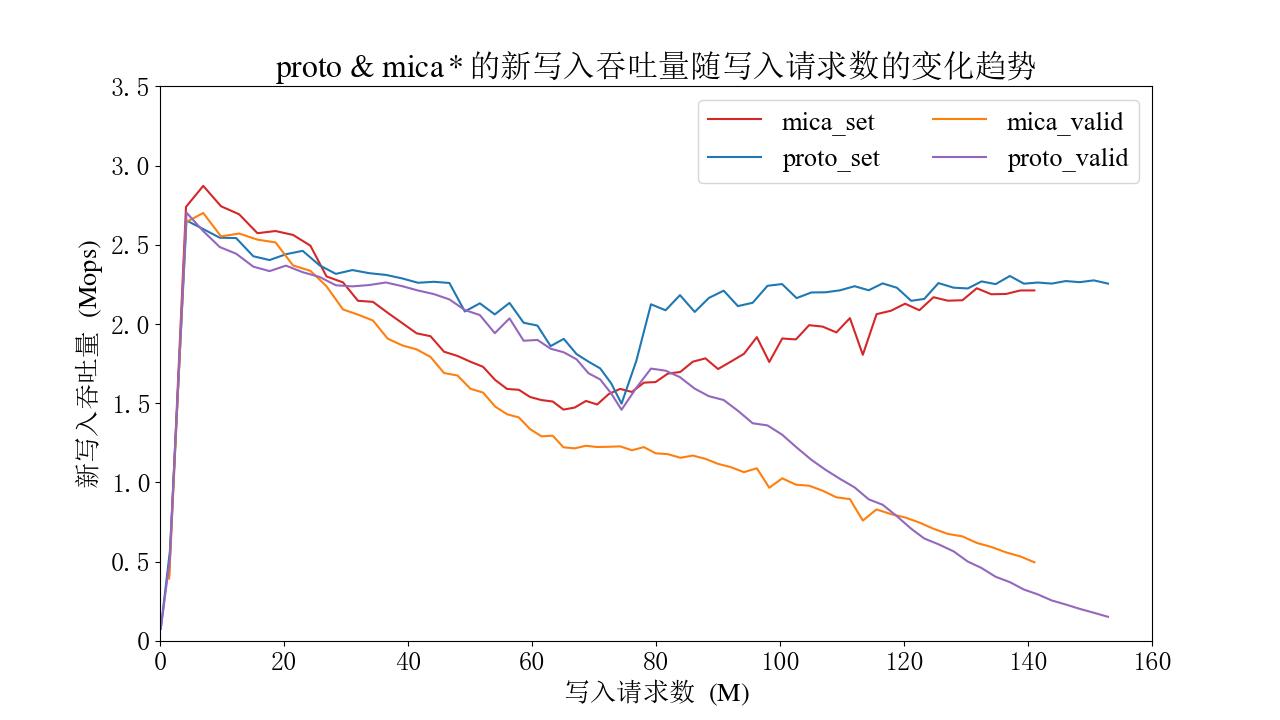 proto & mica * 的新写入吞吐量随写入请求数的变化趋势
mica_set
mica_valid
proto_set
proto_valid
新写入吞吐量 (Mops)
3.5
3.0
2.5
2.0
1.5
1.0
0.5
0
0 20 40 60 80 100 120 140 160
写入请求数 (M)